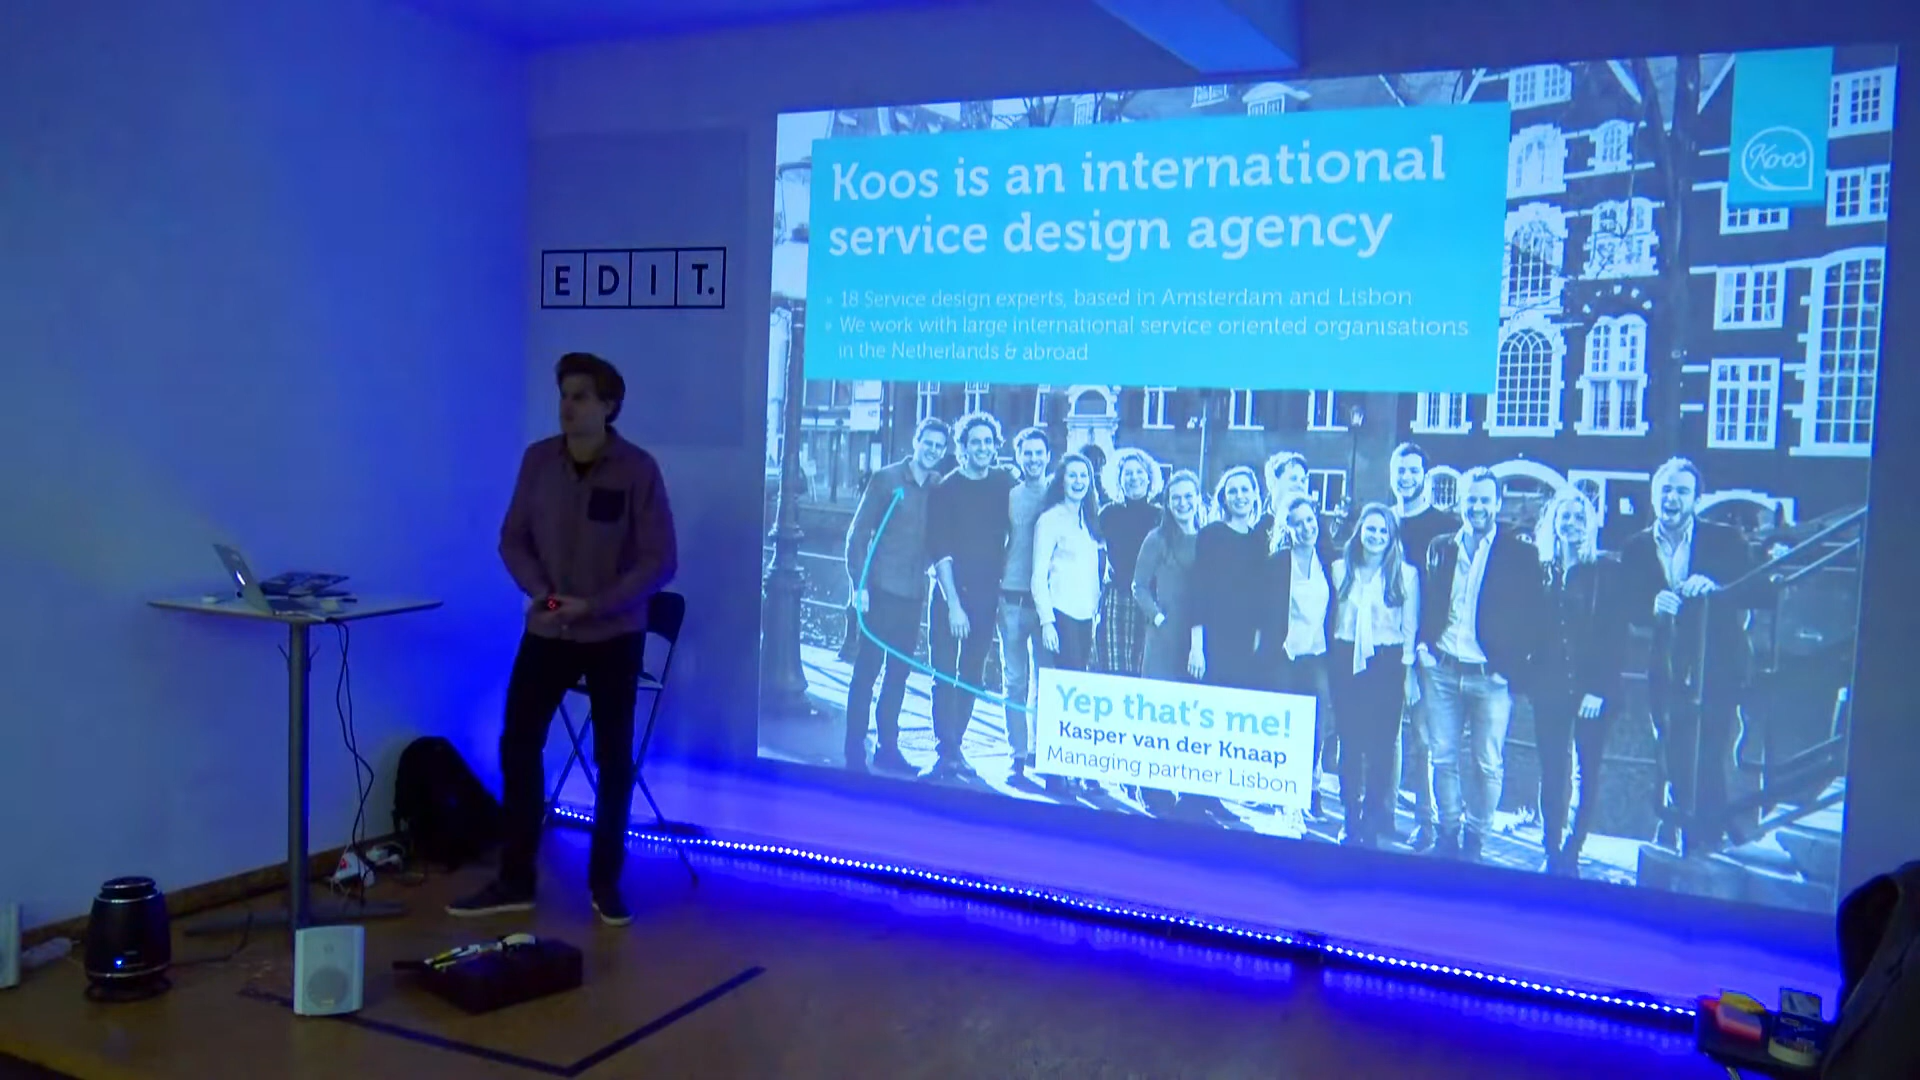 Koos is an international
service design agency
Koos
» 18 Service design experts, based in Amsterdam and Lisbon
» We work with large international service oriented organisations
in the Netherlands & abroad
EDIT.
Yep that's me!
Kasper van der Knaap
Managing partner Lisbon